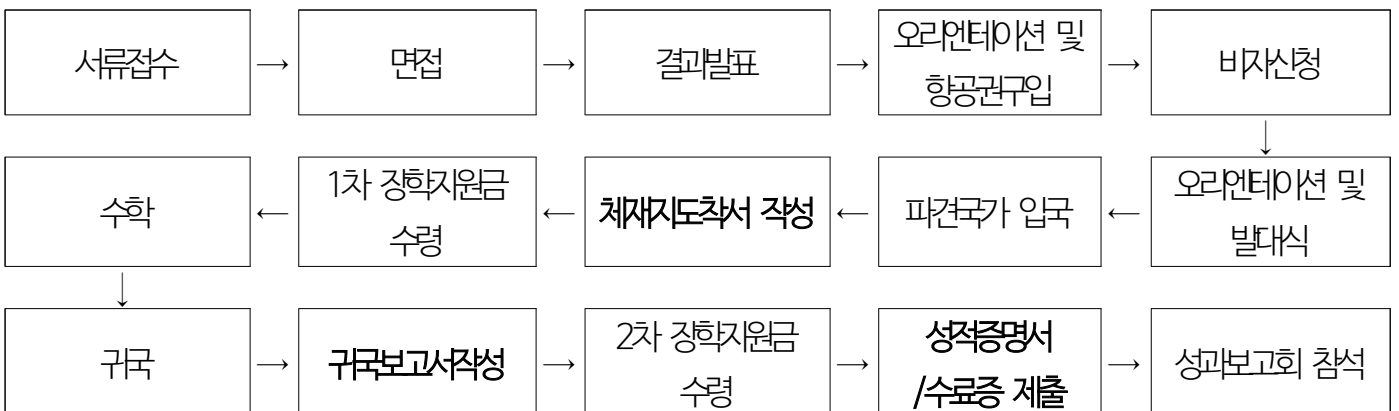 서류접수 → 면접 → 결과발표 → 오리엔테이션 및
항공권구입 → 비자신청
↓
오리엔테이션 및
발대식
← 파견국가 입국
← 체재지도착서 작성
← 1차 장학지원금
수령
← 수학
↓
귀국 → 귀국보고서작성 → 2차 장학지원금
수령 → 성적증명서
/수료증 제출 → 성과보고회 참석